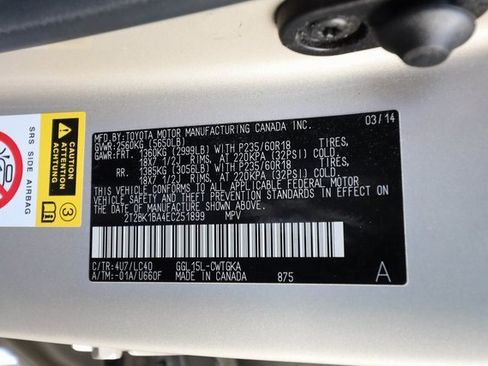 MFD.BY:TOYOTA MOTOR MANUFACTURING CANADA INC. 03/14
GVWR:2560KG (5650LB)
GAWR:FRT. 1360KG (2999LB) WITH P235/60R18 TIRES,
18X7 1/2J RIMS, AT 220KPA (32PSI) COLD
RR. 1385KG (3055LB) WITH P235/60R18 TIRES,
18X7 1/2J RIMS, AT 220KPA (32PSI) COLD
THIS VEHICLE CONFORMS TO ALL APPLICABLE FEDERAL MOTOR
VEHICLE SAFETY STANDARDS IN EFFECT ON
THE DATE OF MANUFACTURE SHOWN ABOVE.
2T2BK1BA4EC251899 MPV
C/TR:4U7/LC40 GGL15L-CWTGKA
A/TM:-01A/U660F MADE IN CANADA 875 A
SRS SIDE AIRBAG
CAUTION
ATTENTION
ACHTUNG
3